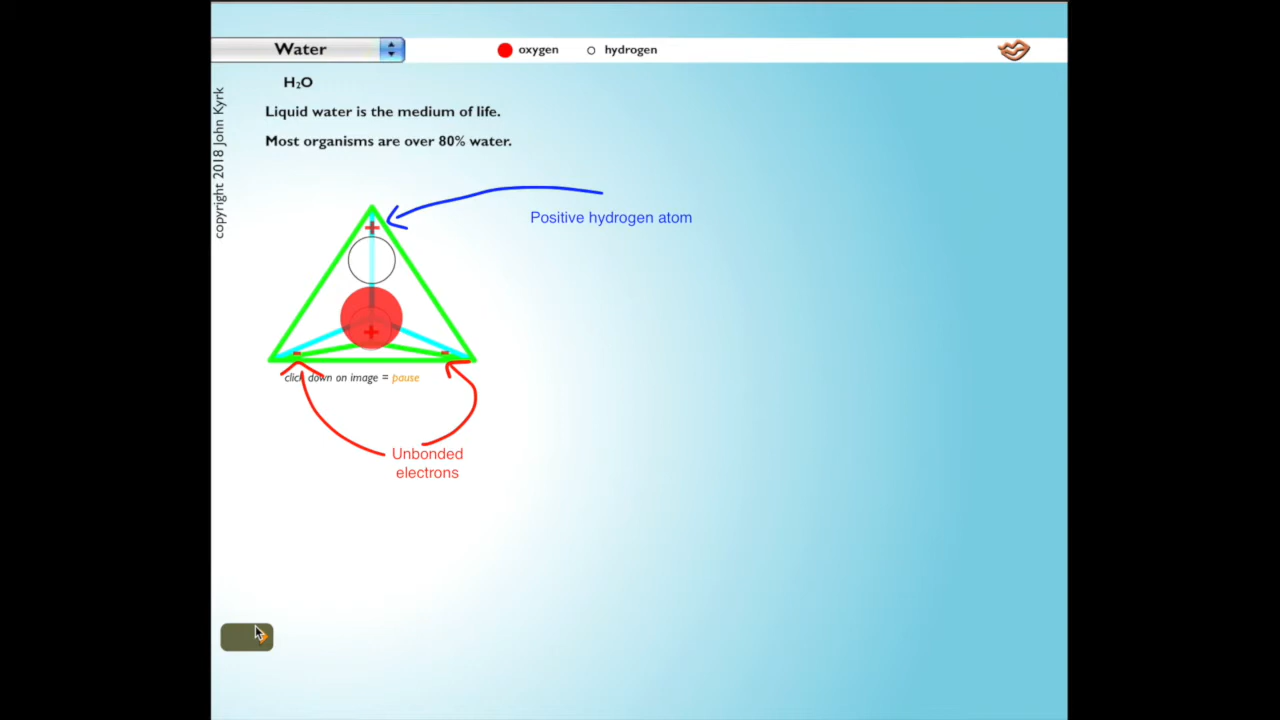 Water
oxygen
hydrogen
H₂O
Liquid water is the medium of life.
Most organisms are over 80% water.
copyright 2018 John Kyrk
Positive hydrogen atom
+
+
-
-
click down on image = pause
Unbonded
electrons